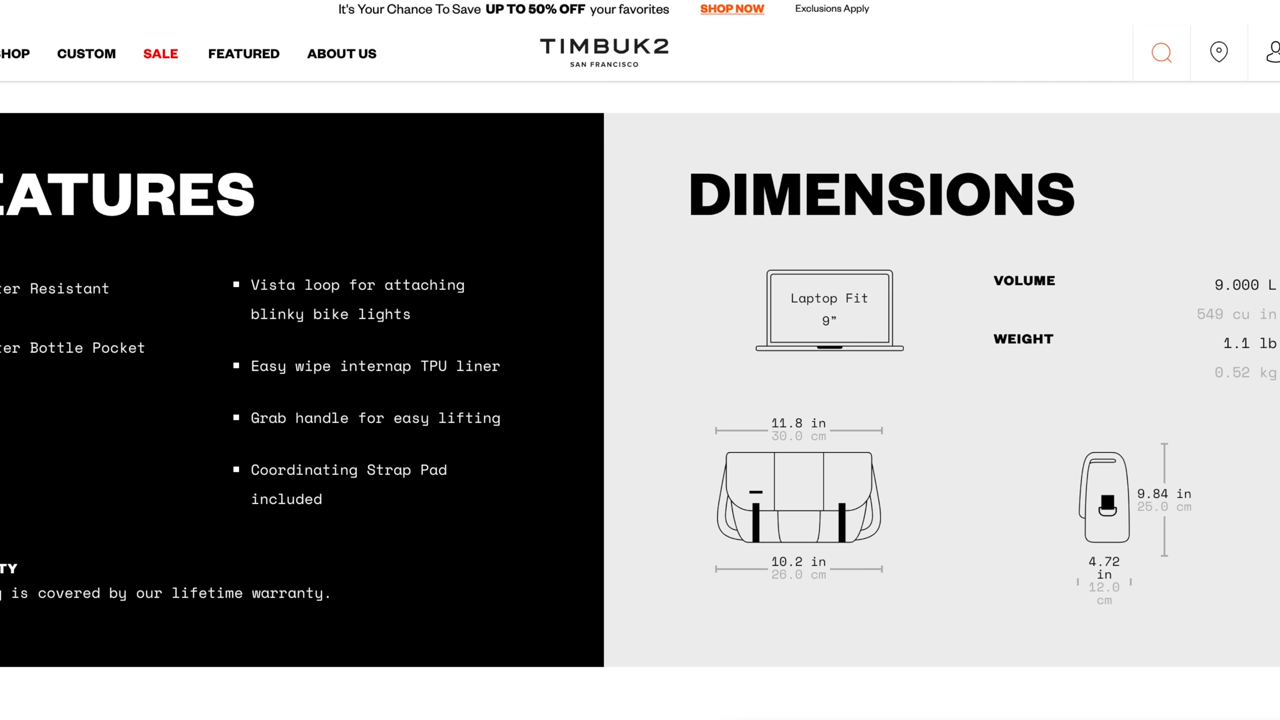 It's Your Chance To Save UP TO 50% OFF your favorites SHOP NOW Exclusions Apply
HOP CUSTOM SALE FEATURED ABOUT US
TIMBUK2
SAN FRANCISCO
EATURES
ter Resistant
ter Bottle Pocket
Vista loop for attaching
blinky bike lights
Easy wipe internap TPU liner
Grab handle for easy lifting
Coordinating Strap Pad
included
TY
g is covered by our lifetime warranty.
DIMENSIONS
Laptop Fit
9"
VOLUME 9.000 L
549 cu in
WEIGHT 1.1 lb
0.52 kg
11.8 in
30.0 cm
10.2 in
26.0 cm
9.84 in
25.0 cm
4.72
in
12.0
cm